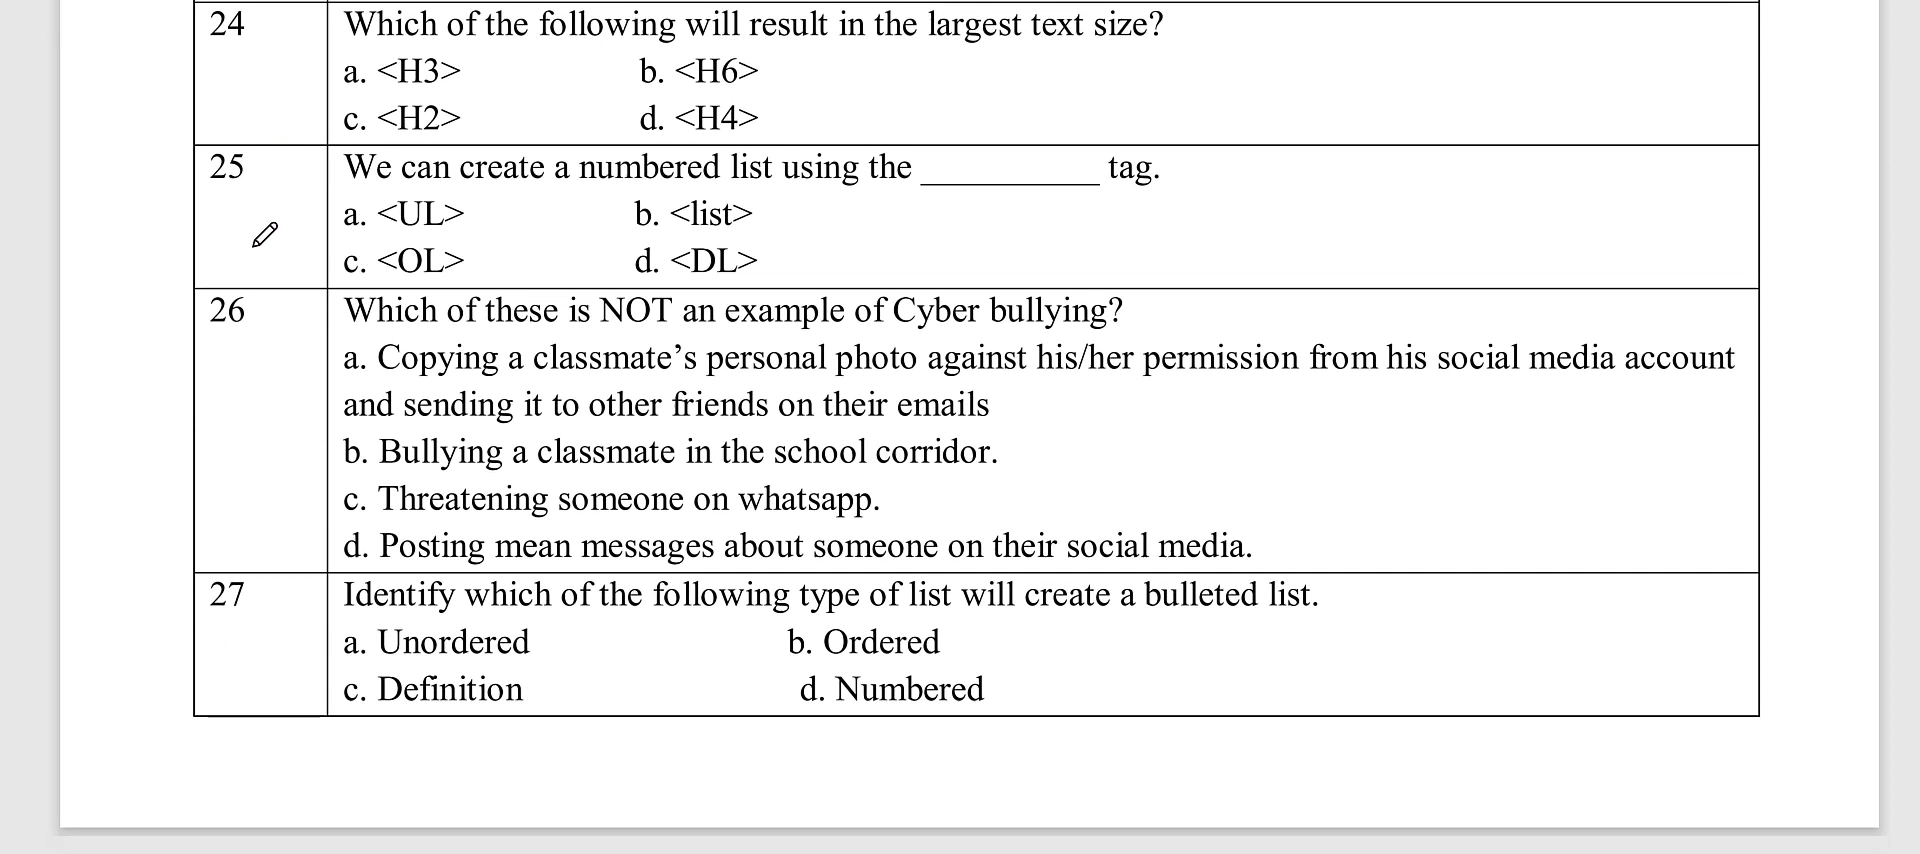 24 Which of the following will result in the largest text size?
a. <H3> b. <H6>
c. <H2> d. <H4>
25 We can create a numbered list using the __________ tag.
a. <UL> b. <list>
c. <OL> d. <DL>
26 Which of these is NOT an example of Cyber bullying?
a. Copying a classmate’s personal photo against his/her permission from his social media account
and sending it to other friends on their emails
b. Bullying a classmate in the school corridor.
c. Threatening someone on whatsapp.
d. Posting mean messages about someone on their social media.
27 Identify which of the following type of list will create a bulleted list.
a. Unordered b. Ordered
c. Definition d. Numbered